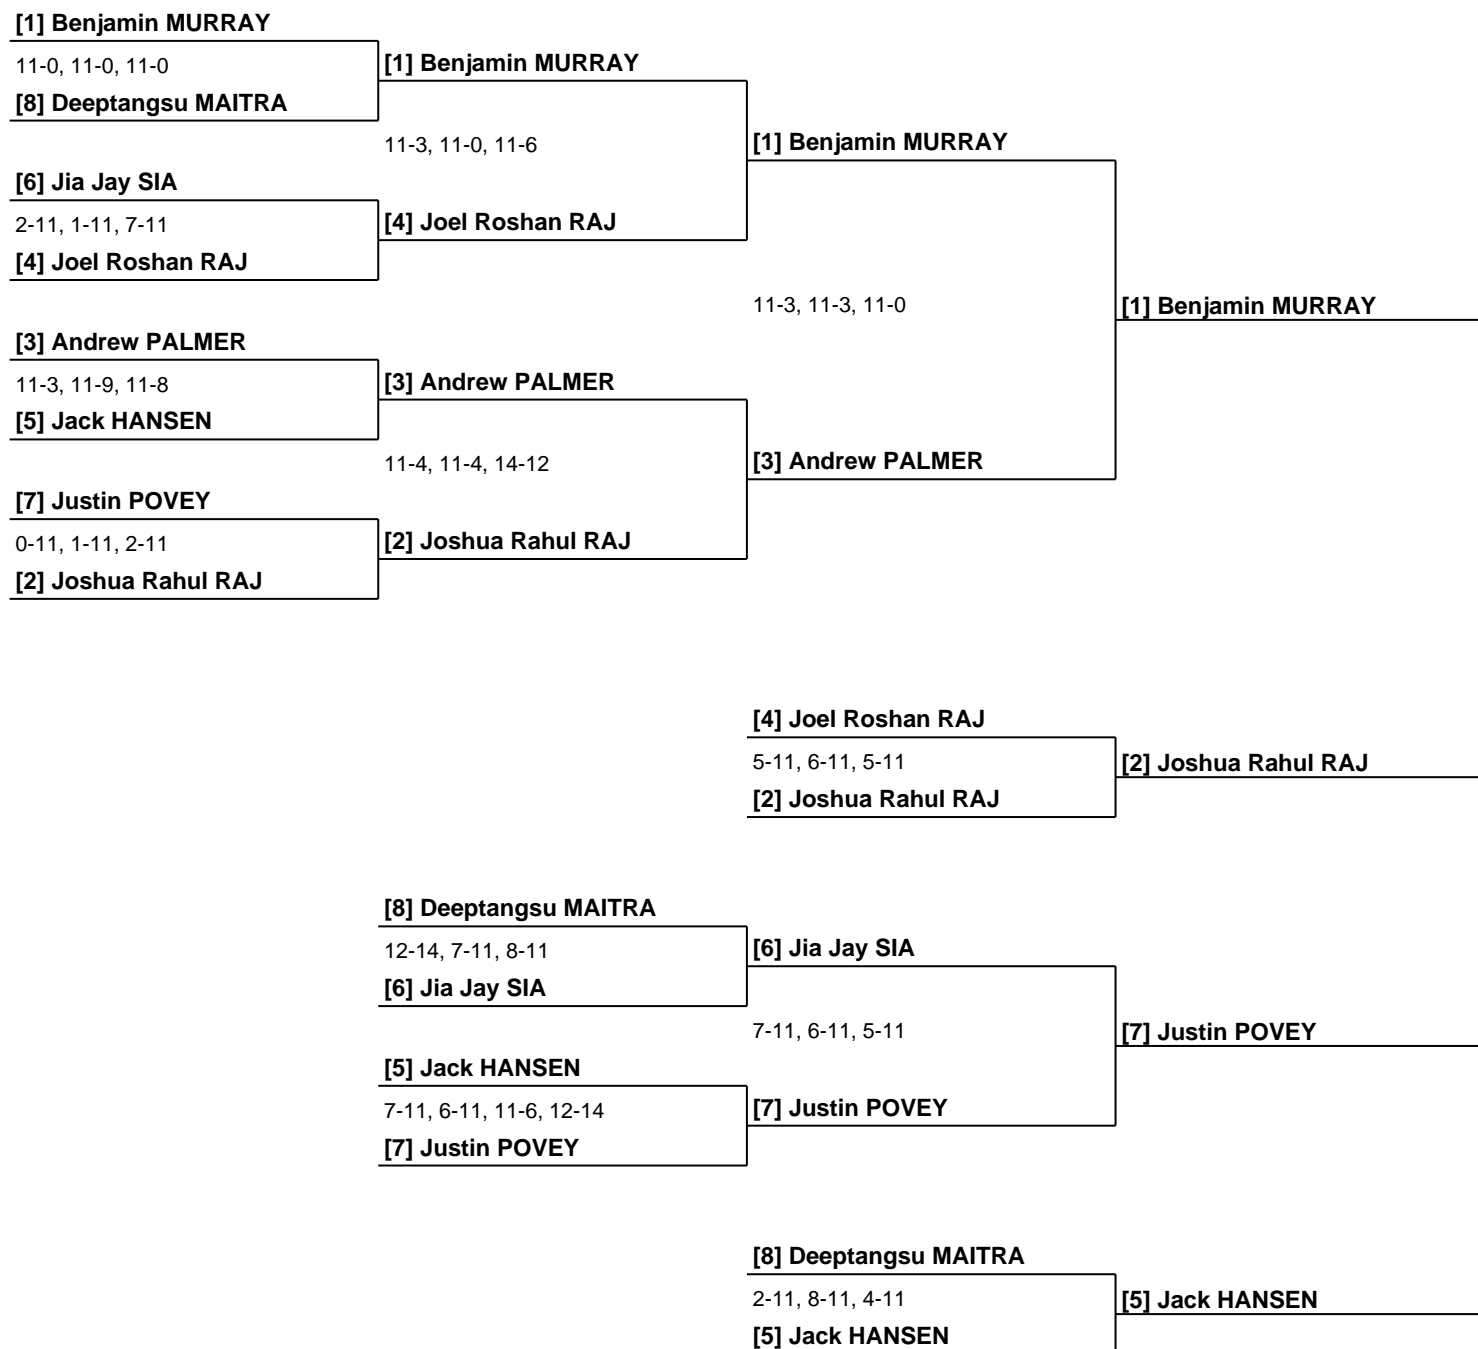 [1] Benjamin MURRAY
11-0, 11-0, 11-0
[1] Benjamin MURRAY
[8] Deeptangsu MAITRA
11-3, 11-0, 11-6
[1] Benjamin MURRAY
[6] Jia Jay SIA
2-11, 1-11, 7-11
[4] Joel Roshan RAJ
[4] Joel Roshan RAJ
11-3, 11-3, 11-0
[1] Benjamin MURRAY
[3] Andrew PALMER
11-3, 11-9, 11-8
[3] Andrew PALMER
[5] Jack HANSEN
11-4, 11-4, 14-12
[3] Andrew PALMER
[7] Justin POVEY
0-11, 1-11, 2-11
[2] Joshua Rahul RAJ
[2] Joshua Rahul RAJ
[4] Joel Roshan RAJ
5-11, 6-11, 5-11
[2] Joshua Rahul RAJ
[2] Joshua Rahul RAJ
[8] Deeptangsu MAITRA
12-14, 7-11, 8-11
[6] Jia Jay SIA
[6] Jia Jay SIA
7-11, 6-11, 5-11
[7] Justin POVEY
[5] Jack HANSEN
7-11, 6-11, 11-6, 12-14
[7] Justin POVEY
[7] Justin POVEY
[8] Deeptangsu MAITRA
2-11, 8-11, 4-11
[5] Jack HANSEN
[5] Jack HANSEN